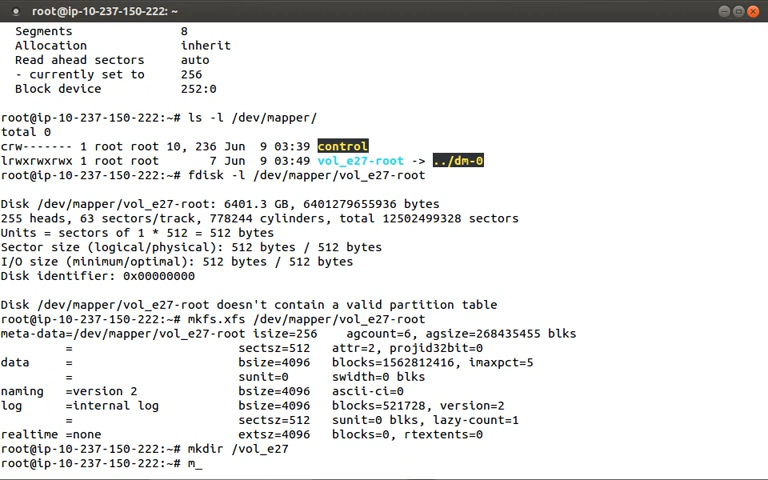 root@ip-10-237-150-222: ~
Segments 8
Allocation inherit
Read ahead sectors auto
- currently set to 256
Block device 252:0
root@ip-10-237-150-222:~# ls -l /dev/mapper/
total 0
crw------- 1 root root 10, 236 Jun 9 03:39 control
lrwxrwxrwx 1 root root 7 Jun 9 03:49 vol_e27-root -> ../dm-0
root@ip-10-237-150-222:~# fdisk -l /dev/mapper/vol_e27-root
Disk /dev/mapper/vol_e27-root: 6401.3 GB, 6401279655936 bytes
255 heads, 63 sectors/track, 778244 cylinders, total 12502499328 sectors
Units = sectors of 1 * 512 = 512 bytes
Sector size (logical/physical): 512 bytes / 512 bytes
I/O size (minimum/optimal): 512 bytes / 512 bytes
Disk identifier: 0x00000000
Disk /dev/mapper/vol_e27-root doesn't contain a valid partition table
root@ip-10-237-150-222:~# mkfs.xfs /dev/mapper/vol_e27-root
meta-data=/dev/mapper/vol_e27-root isize=256 agcount=6, agsize=268435455 blks
= sectsz=512 attr=2, projid32bit=0
data = bsize=4096 blocks=1562812416, imaxpct=5
= sunit=0 swidth=0 blks
naming =version 2 bsize=4096 ascii-ci=0
log =internal log bsize=4096 blocks=521728, version=2
= sectsz=512 sunit=0 blks, lazy-count=1
realtime =none extsz=4096 blocks=0, rtextents=0
root@ip-10-237-150-222:~# mkdir /vol_e27
root@ip-10-237-150-222:~# m_